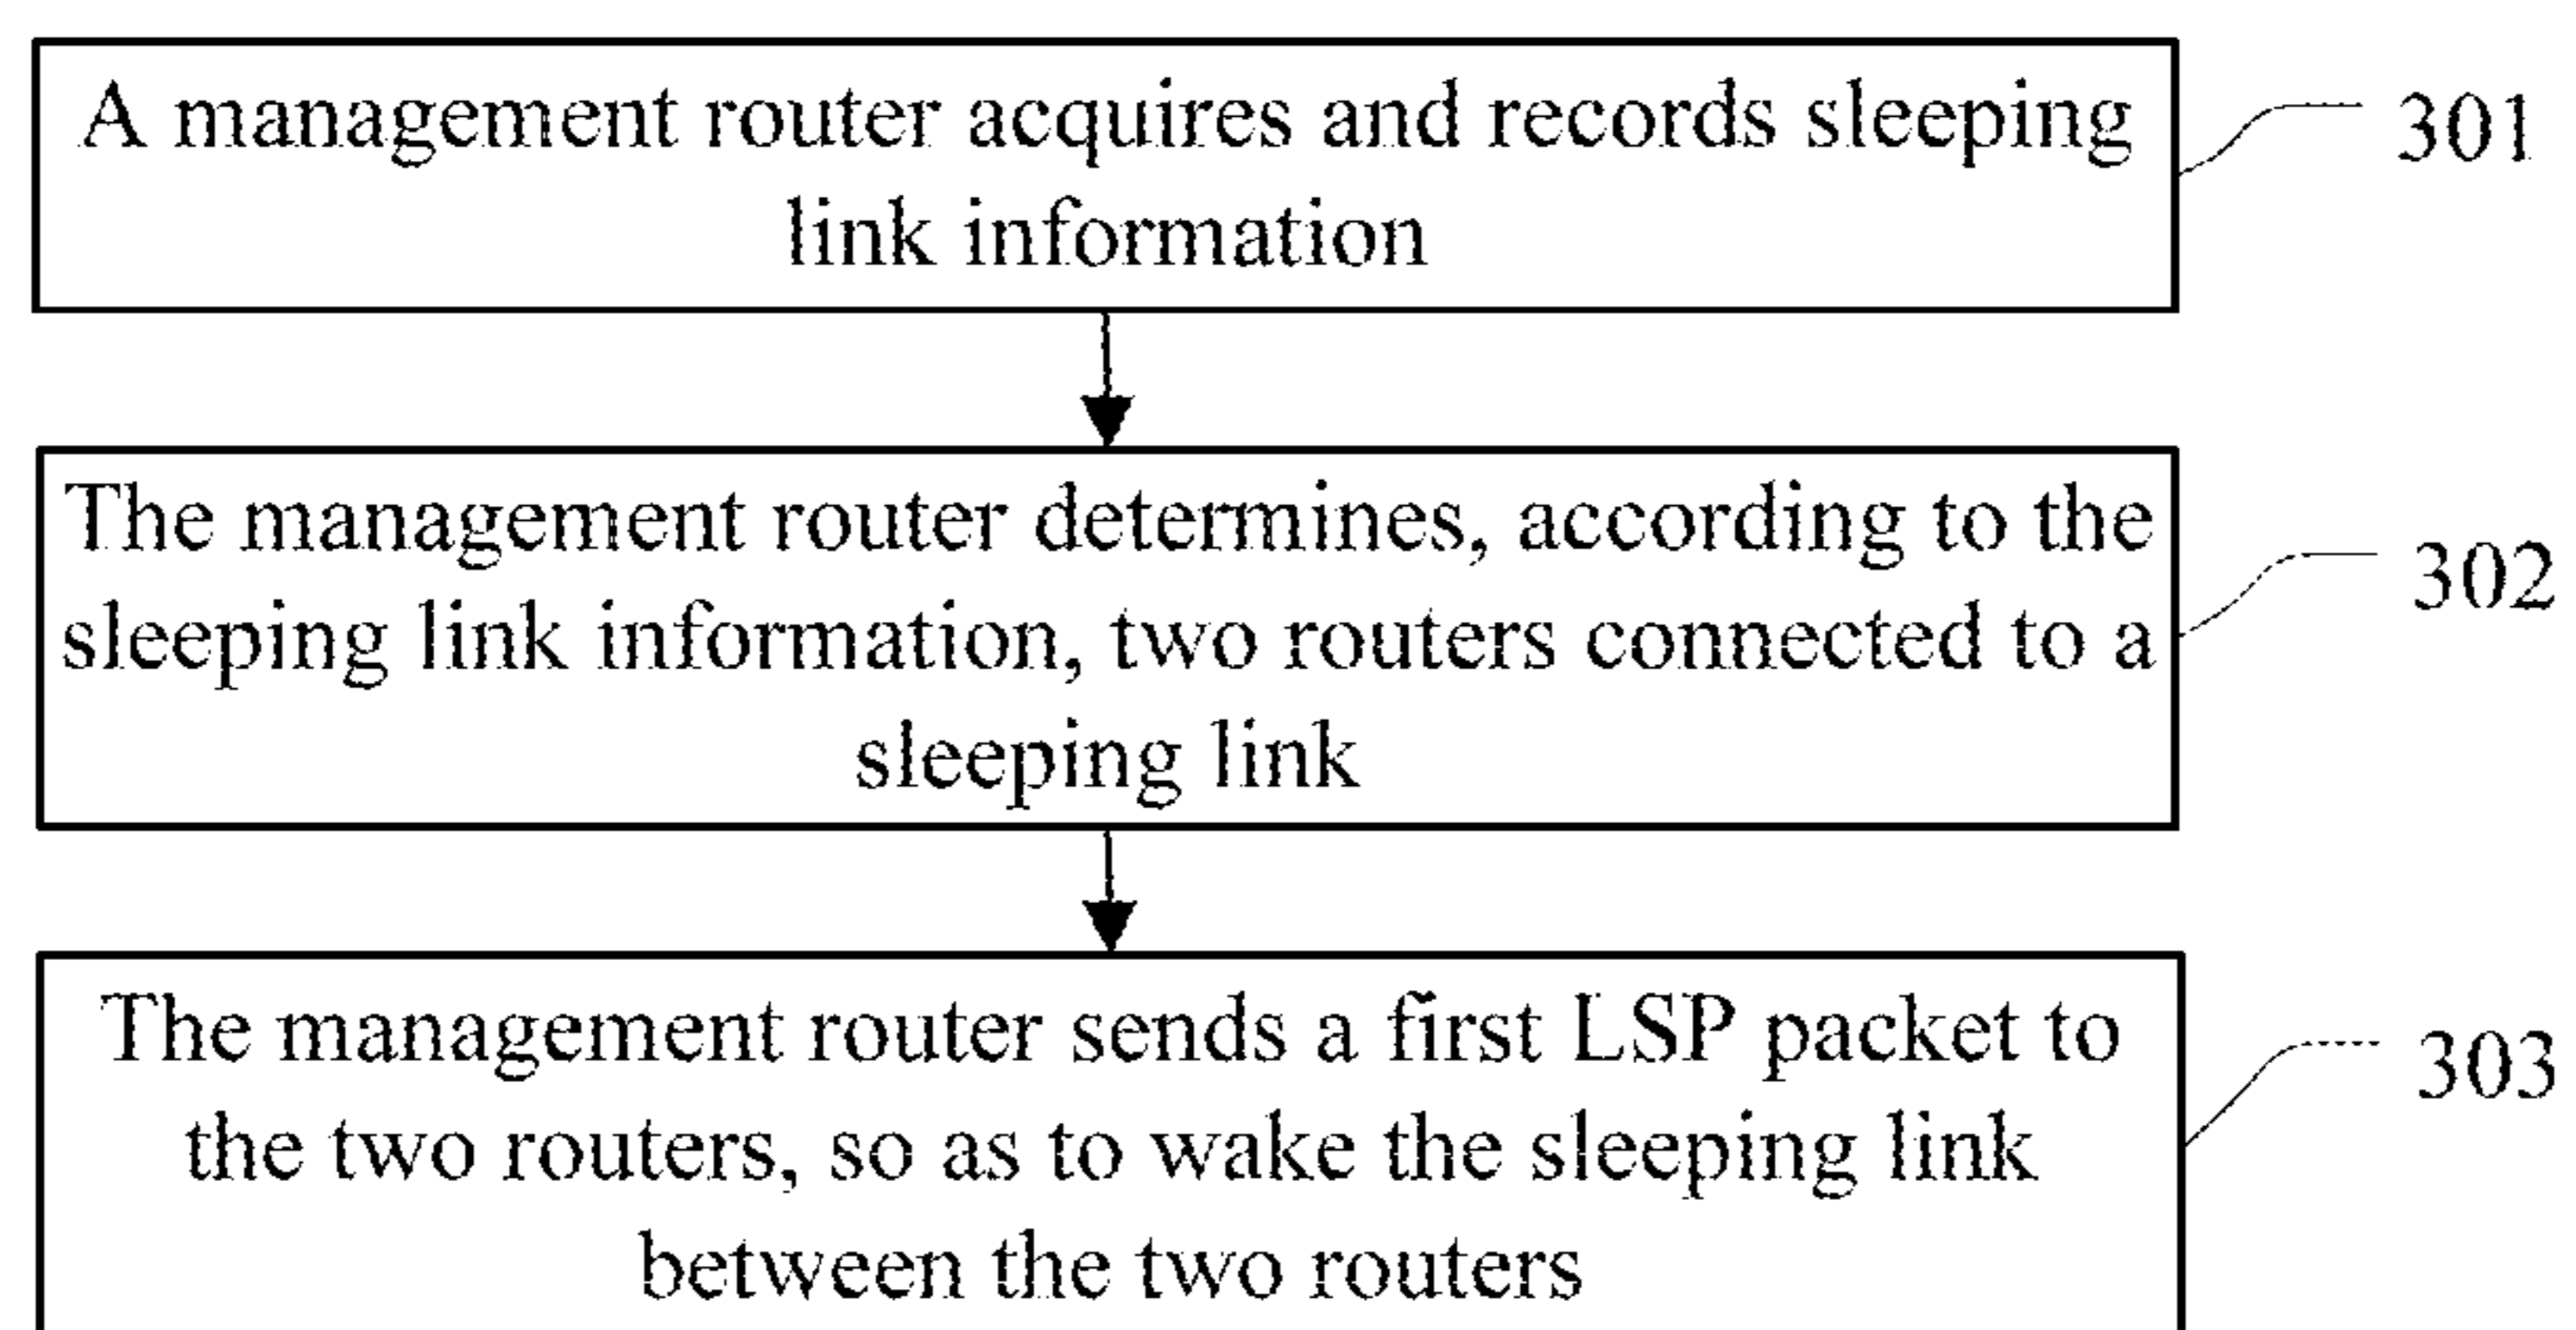 A management router acquires and records sleeping
link information
301
The management router determines, according to the
sleeping link information, two routers connected to a
sleeping link
302
The management router sends a first LSP packet to
the two routers, so as to wake the sleeping link
between the two routers
303